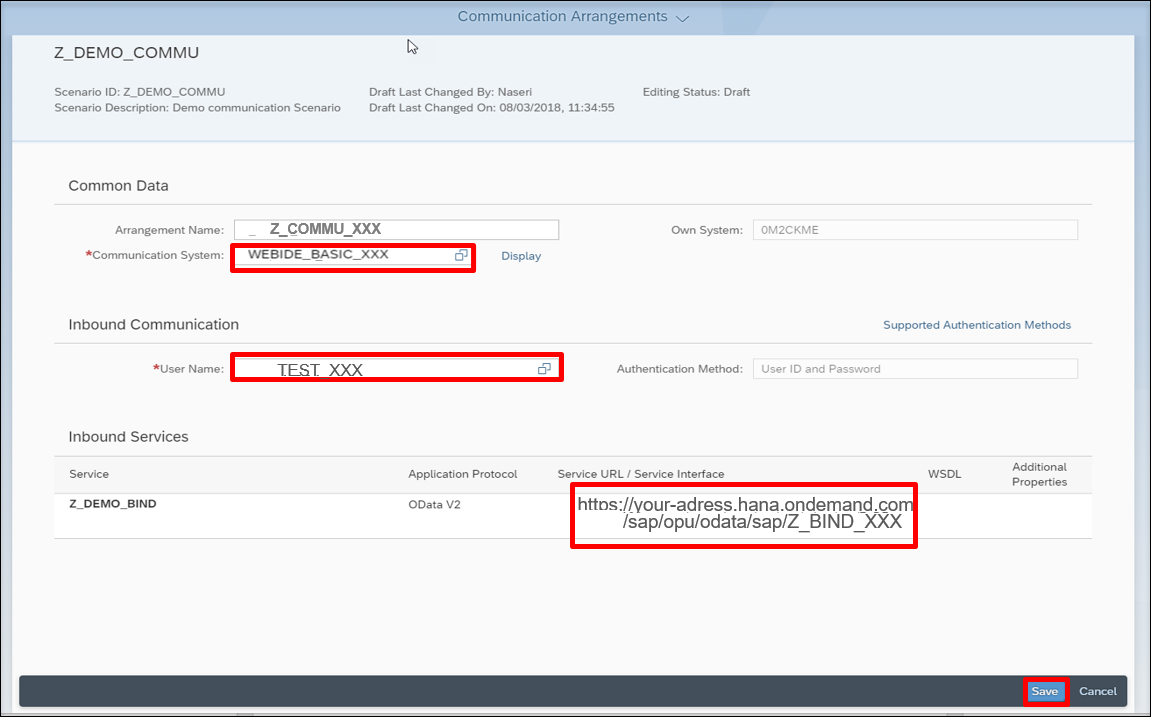 Communication Arrangements
Z_DEMO_COMMU
Scenario ID: Z_DEMO_COMMU Draft Last Changed By: Naseri Editing Status: Draft
Scenario Description: Demo communication Scenario Draft Last Changed On: 08/03/2018, 11:34:55
Common Data
Arrangement Name: _ Z_COMMU_XXX Own System: 0M2CKME
*Communication System: WEBIDE_BASIC_XXX Display
Inbound Communication Supported Authentication Methods
*User Name: TEST_XXX Authentication Method: User ID and Password
Inbound Services
Service Application Protocol Service URL / Service Interface WSDL Additional Properties
Z_DEMO_BIND OData V2 https://your-adress.hana.ondemand.com
/sap/opu/odata/sap/Z_BIND_XXX
Save Cancel